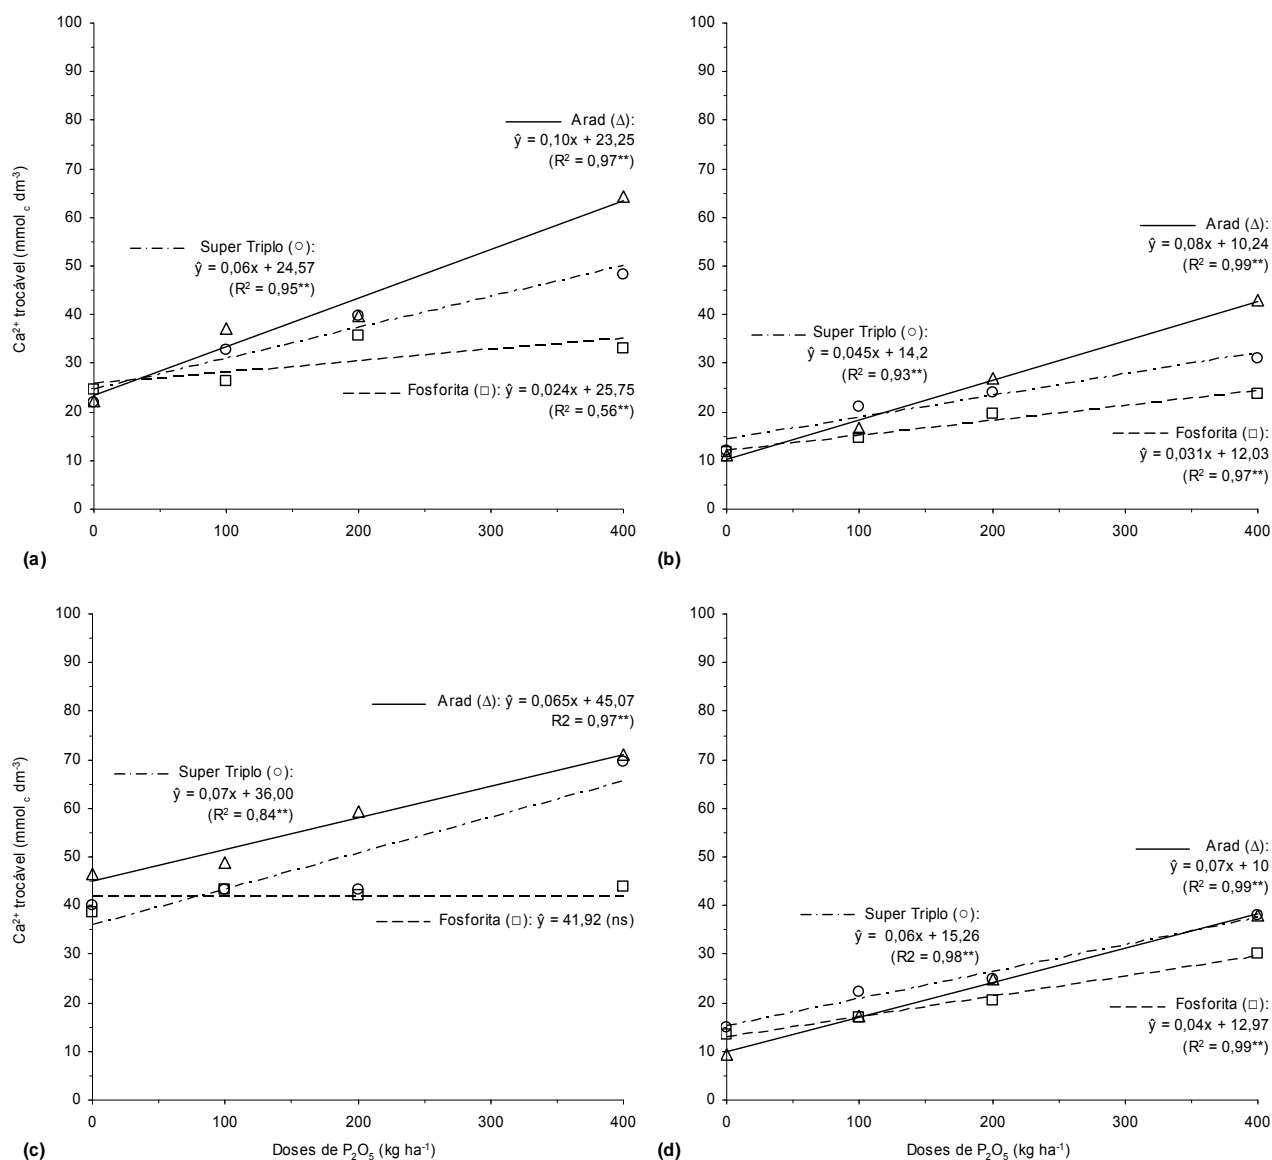 100
90
80
70
60
50
40
30
20
10
0
Ca²⁺ trocável (mmol c dm⁻³)
Arad (Δ):
ŷ = 0,10x + 23,25
(R² = 0,97**)
Super Triplo (○):
ŷ = 0,06x + 24,57
(R² = 0,95**)
Fosforita (□): ŷ = 0,024x + 25,75
(R² = 0,56**)
0 100 200 300 400
(a)
100
90
80
70
60
50
40
30
20
10
0
Arad (Δ):
ŷ = 0,08x + 10,24
(R² = 0,99**)
Super Triplo (○):
ŷ = 0,045x + 14,2
(R² = 0,93**)
Fosforita (□):
ŷ = 0,031x + 12,03
(R² = 0,97**)
0 100 200 300 400
(b)
100
90
80
70
60
50
40
30
20
10
0
Ca²⁺ trocável (mmol c dm⁻³)
Arad (Δ): ŷ = 0,065x + 45,07
R2 = 0,97**)
Super Triplo (○):
ŷ = 0,07x + 36,00
(R² = 0,84**)
Fosforita (□): ŷ = 41,92 (ns)
0 100 200 300 400
(c)
Doses de P₂O₅ (kg ha⁻¹)
100
90
80
70
60
50
40
30
20
10
0
Arad (Δ):
ŷ = 0,07x + 10
(R² = 0,99**)
Super Triplo (○):
ŷ = 0,06x + 15,26
(R2 = 0,98**)
Fosforita (□):
ŷ = 0,04x + 12,97
(R² = 0,99**)
0 100 200 300 400
(d)
Doses de P₂O₅ (kg ha⁻¹)